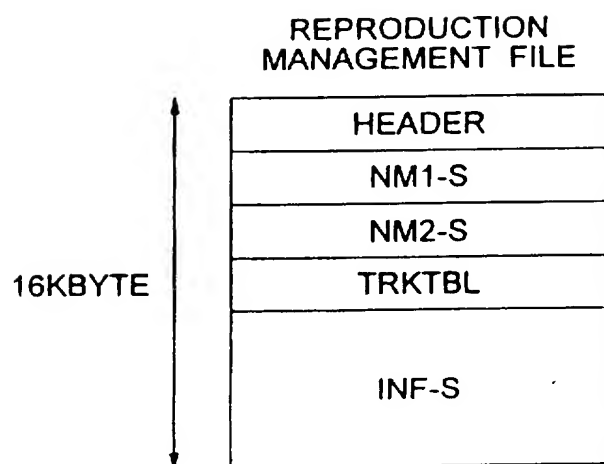 REPRODUCTION
MANAGEMENT FILE
HEADER
NM1-S
NM2-S
16KBYTE
TRKTBL
INF-S